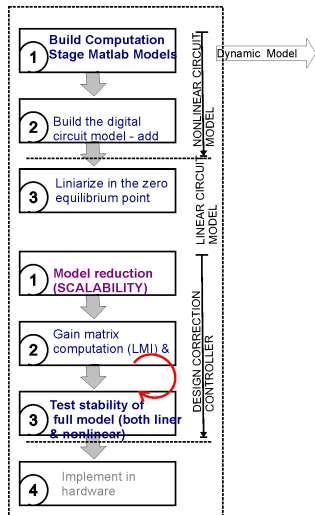 1
Build Computation
Stage Matlab Models
2
Build the digital
circuit model - add
3
Liniarize in the zero
equilibrium point
1
Model reduction
(SCALABILITY)
2
Gain matrix
computation (LMI) &
3
Test stability of
full model (both liner
& nonlinear)
4
Implement in
hardware
NONLINEAR CIRCUIT
MODEL
LINEAR CIRCUIT
MODEL
DESIGN CORRECTION
CONTROLLER
Dynamic Model